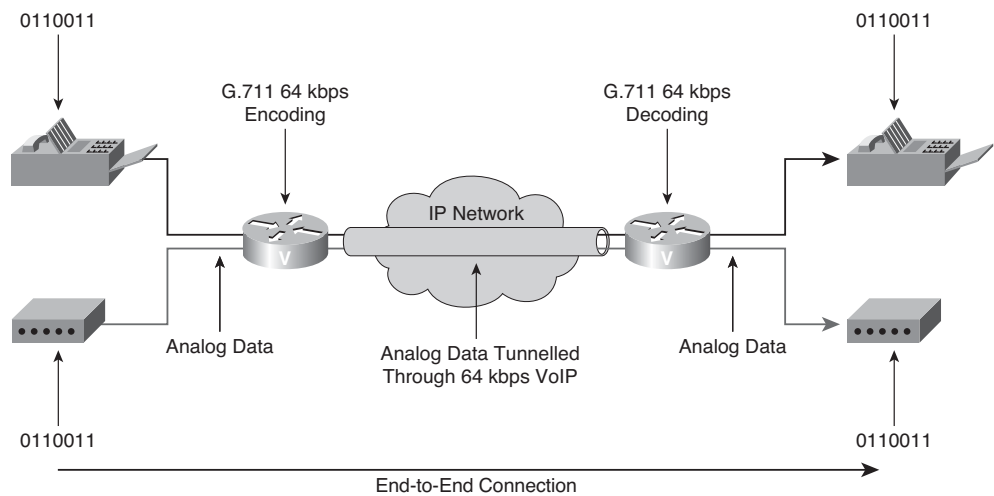 0110011
0110011
G.711 64 kbps
Encoding
G.711 64 kbps
Decoding
IP Network
V
V
Analog Data
Analog Data Tunnelled
Through 64 kbps VoIP
Analog Data
0110011
0110011
End-to-End Connection